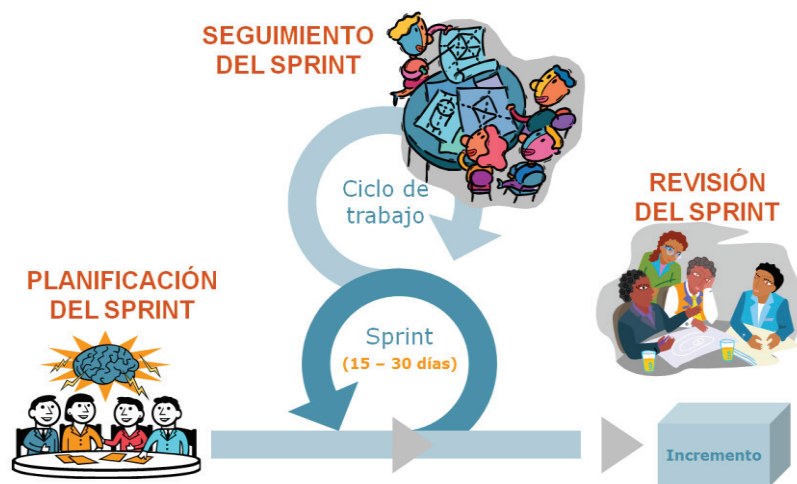 SEGUIMIENTO
DEL SPRINT
Ciclo de
trabajo
REVISIÓN
DEL SPRINT
PLANIFICACIÓN
DEL SPRINT
Sprint
(15 – 30 días)
Incremento